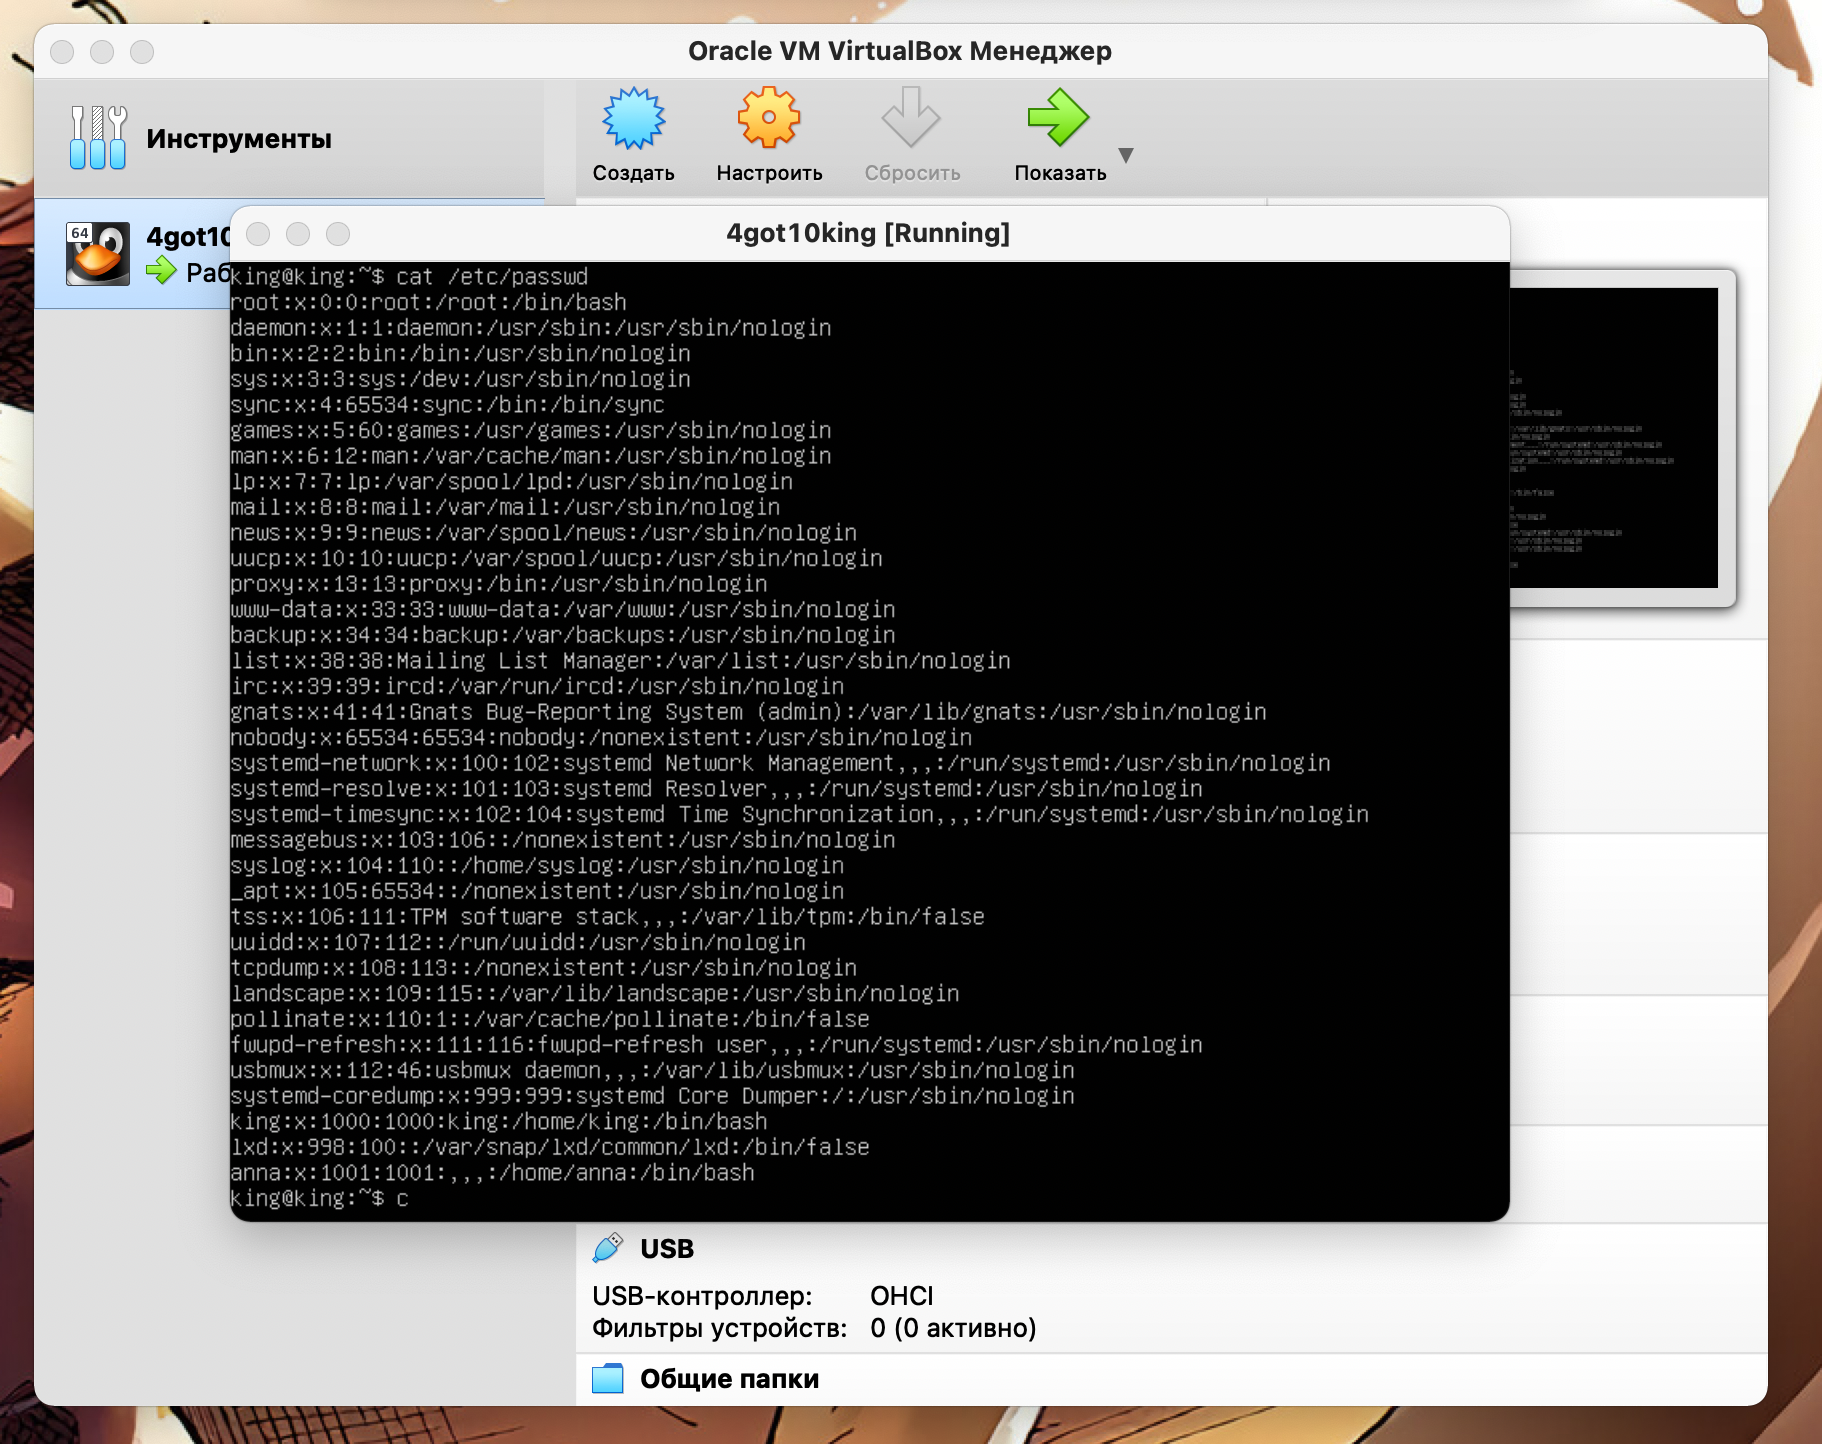 Oracle VM VirtualBox Менеджер
Инструменты
Создать
Настроить
Сбросить
Показать
64
4got10
Раб
4got10king [Running]
king@king:~$ cat /etc/passwd
root:x:0:0:root:/root:/bin/bash
daemon:x:1:1:daemon:/usr/sbin:/usr/sbin/nologin
bin:x:2:2:bin:/bin:/usr/sbin/nologin
sys:x:3:3:sys:/dev:/usr/sbin/nologin
sync:x:4:65534:sync:/bin:/bin/sync
games:x:5:60:games:/usr/games:/usr/sbin/nologin
man:x:6:12:man:/var/cache/man:/usr/sbin/nologin
lp:x:7:7:lp:/var/spool/lpd:/usr/sbin/nologin
mail:x:8:8:mail:/var/mail:/usr/sbin/nologin
news:x:9:9:news:/var/spool/news:/usr/sbin/nologin
uucp:x:10:10:uucp:/var/spool/uucp:/usr/sbin/nologin
proxy:x:13:13:proxy:/bin:/usr/sbin/nologin
www-data:x:33:33:www-data:/var/www:/usr/sbin/nologin
backup:x:34:34:backup:/var/backups:/usr/sbin/nologin
list:x:38:38:Mailing List Manager:/var/list:/usr/sbin/nologin
irc:x:39:39:ircd:/var/run/ircd:/usr/sbin/nologin
gnats:x:41:41:Gnats Bug-Reporting System (admin):/var/lib/gnats:/usr/sbin/nologin
nobody:x:65534:65534:nobody:/nonexistent:/usr/sbin/nologin
systemd-network:x:100:102:systemd Network Management,,,:/run/systemd:/usr/sbin/nologin
systemd-resolve:x:101:103:systemd Resolver,,,:/run/systemd:/usr/sbin/nologin
systemd-timesync:x:102:104:systemd Time Synchronization,,,:/run/systemd:/usr/sbin/nologin
messagebus:x:103:106::/nonexistent:/usr/sbin/nologin
syslog:x:104:110::/home/syslog:/usr/sbin/nologin
_apt:x:105:65534::/nonexistent:/usr/sbin/nologin
tss:x:106:111:TPM software stack,,,:/var/lib/tpm:/bin/false
uuidd:x:107:112::/run/uuidd:/usr/sbin/nologin
tcpdump:x:108:113::/nonexistent:/usr/sbin/nologin
landscape:x:109:115::/var/lib/landscape:/usr/sbin/nologin
pollinate:x:110:1::/var/cache/pollinate:/bin/false
fwupd-refresh:x:111:116:fwupd-refresh user,,,:/run/systemd:/usr/sbin/nologin
usbmux:x:112:46:usbmux daemon,,,:/var/lib/usbmux:/usr/sbin/nologin
systemd-coredump:x:999:999:systemd Core Dumper:/:/usr/sbin/nologin
king:x:1000:1000:king:/home/king:/bin/bash
lxd:x:998:100::/var/snap/lxd/common/lxd:/bin/false
anna:x:1001:1001:,,,:/home/anna:/bin/bash
king@king:~$ c
USB
USB-контроллер: OHCI
Фильтры устройств: 0 (0 активно)
Общие папки